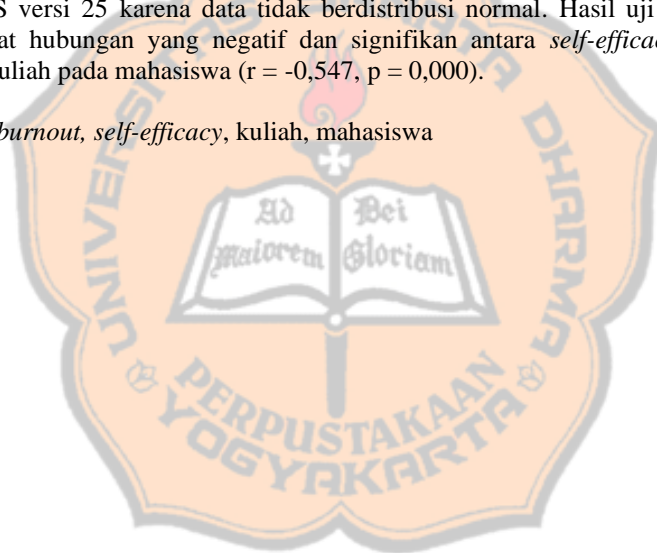 S versi 25 karena data tidak berdistribusi normal. Hasil uji
at hubungan yang negatif dan signifikan antara self-efficac
uliah pada mahasiswa (r = -0,547, p = 0,000).
burnout, self-efficacy, kuliah, mahasiswa
UNIVERSITAS
DHARMA
Ad Dei
Maiorem Gloriam
PERPUSTAKAAN
YOGYAKARTA